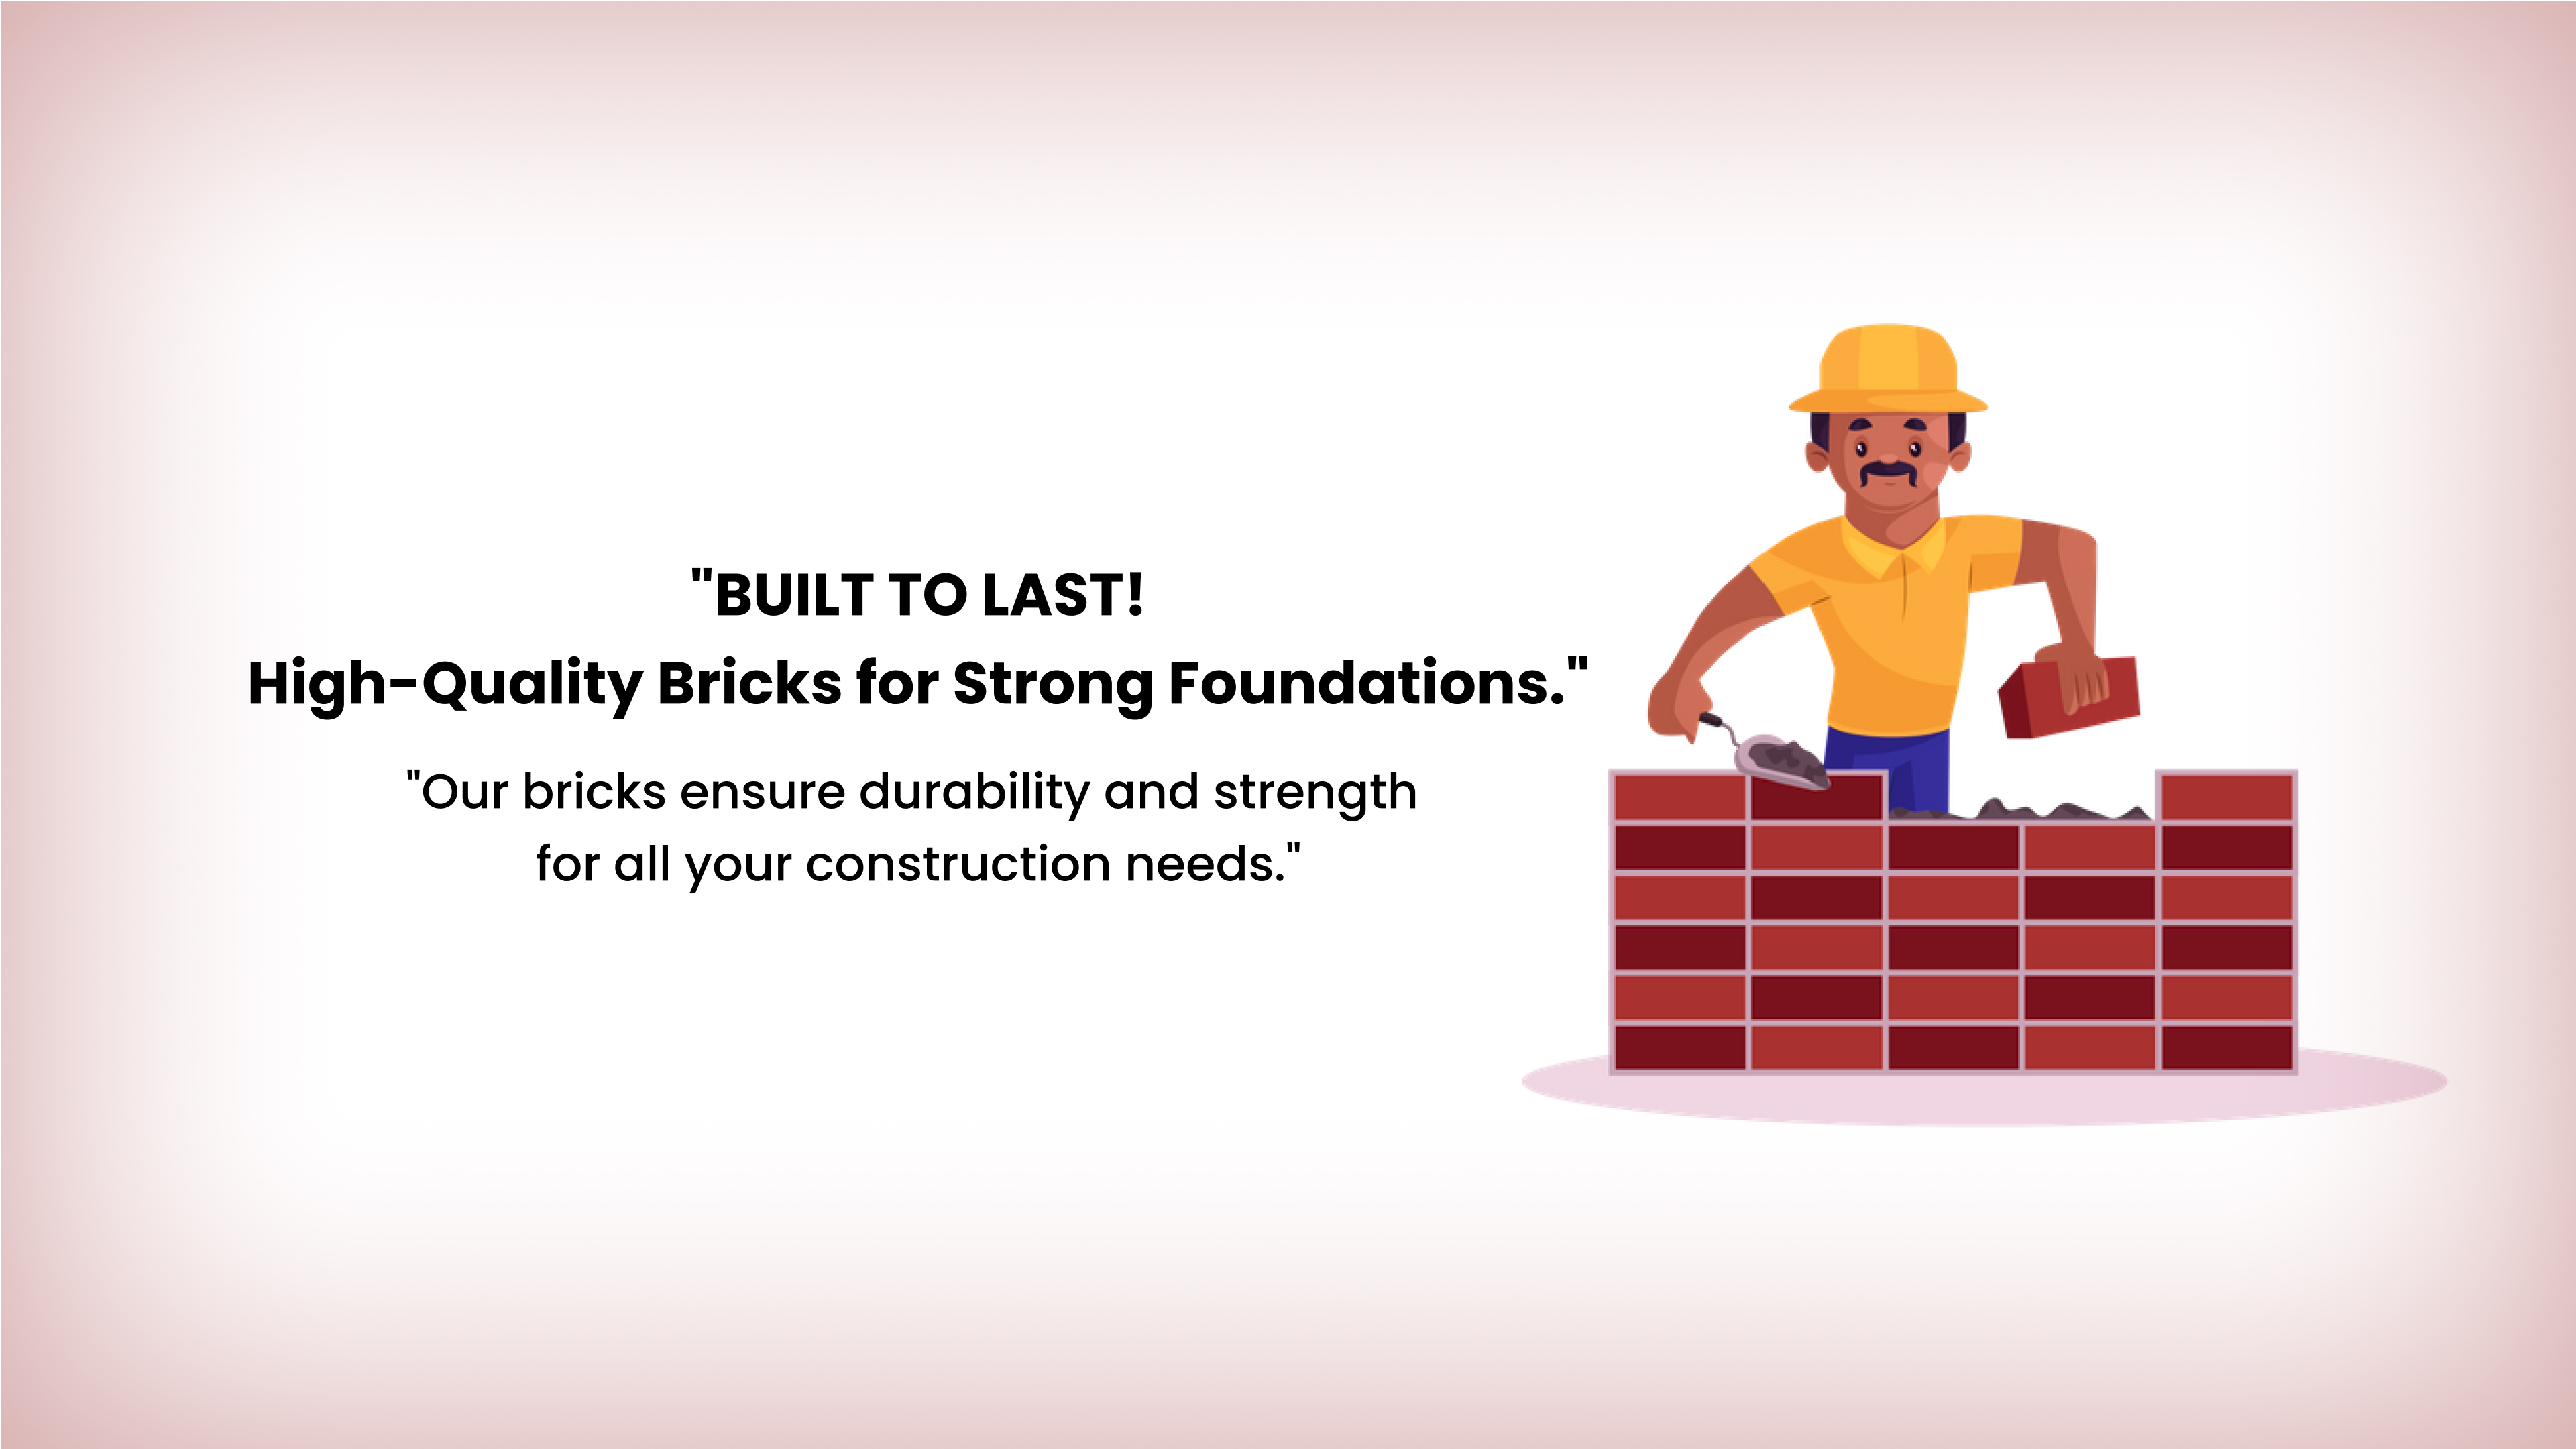 "BUILT TO LAST!
High-Quality Bricks for Strong Foundations."
"Our bricks ensure durability and strength
for all your construction needs."